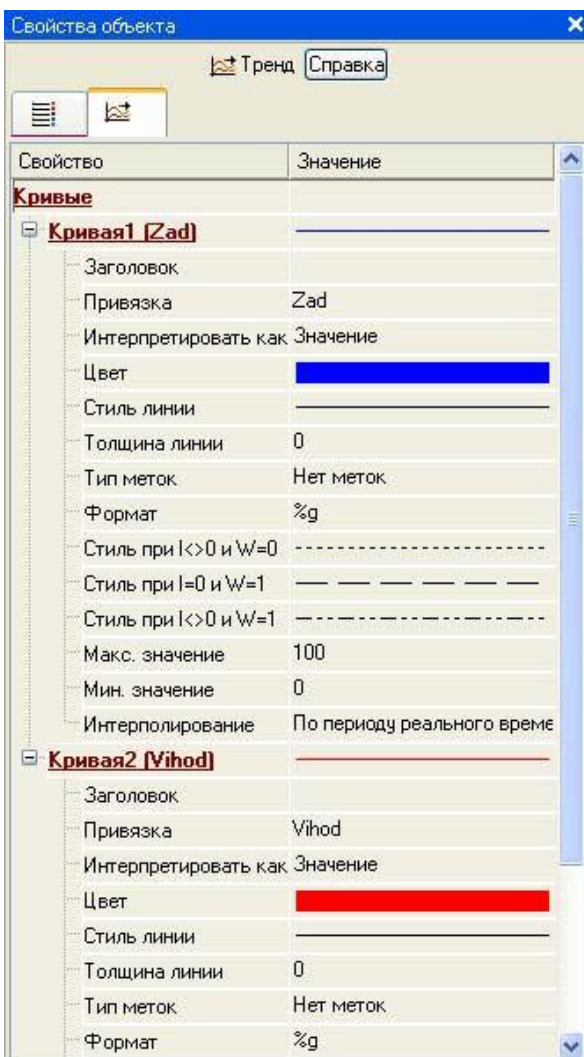 Свойства объекта
Тренд Справка
Свойство Значение
Кривые
Кривая1 (Zad)
Заголовок
Привязка Zad
Интерпретировать как Значение
Цвет
Стиль линии
Толщина линии 0
Тип меток Нет меток
Формат %g
Стиль при I<>0 и W=0
Стиль при I=0 и W=1
Стиль при I<>0 и W=1
Макс. значение 100
Мин. значение 0
Интерполирование По периоду реального време
Кривая2 (Vihod)
Заголовок
Привязка Vihod
Интерпретировать как Значение
Цвет
Стиль линии
Толщина линии 0
Тип меток Нет меток
Формат %g